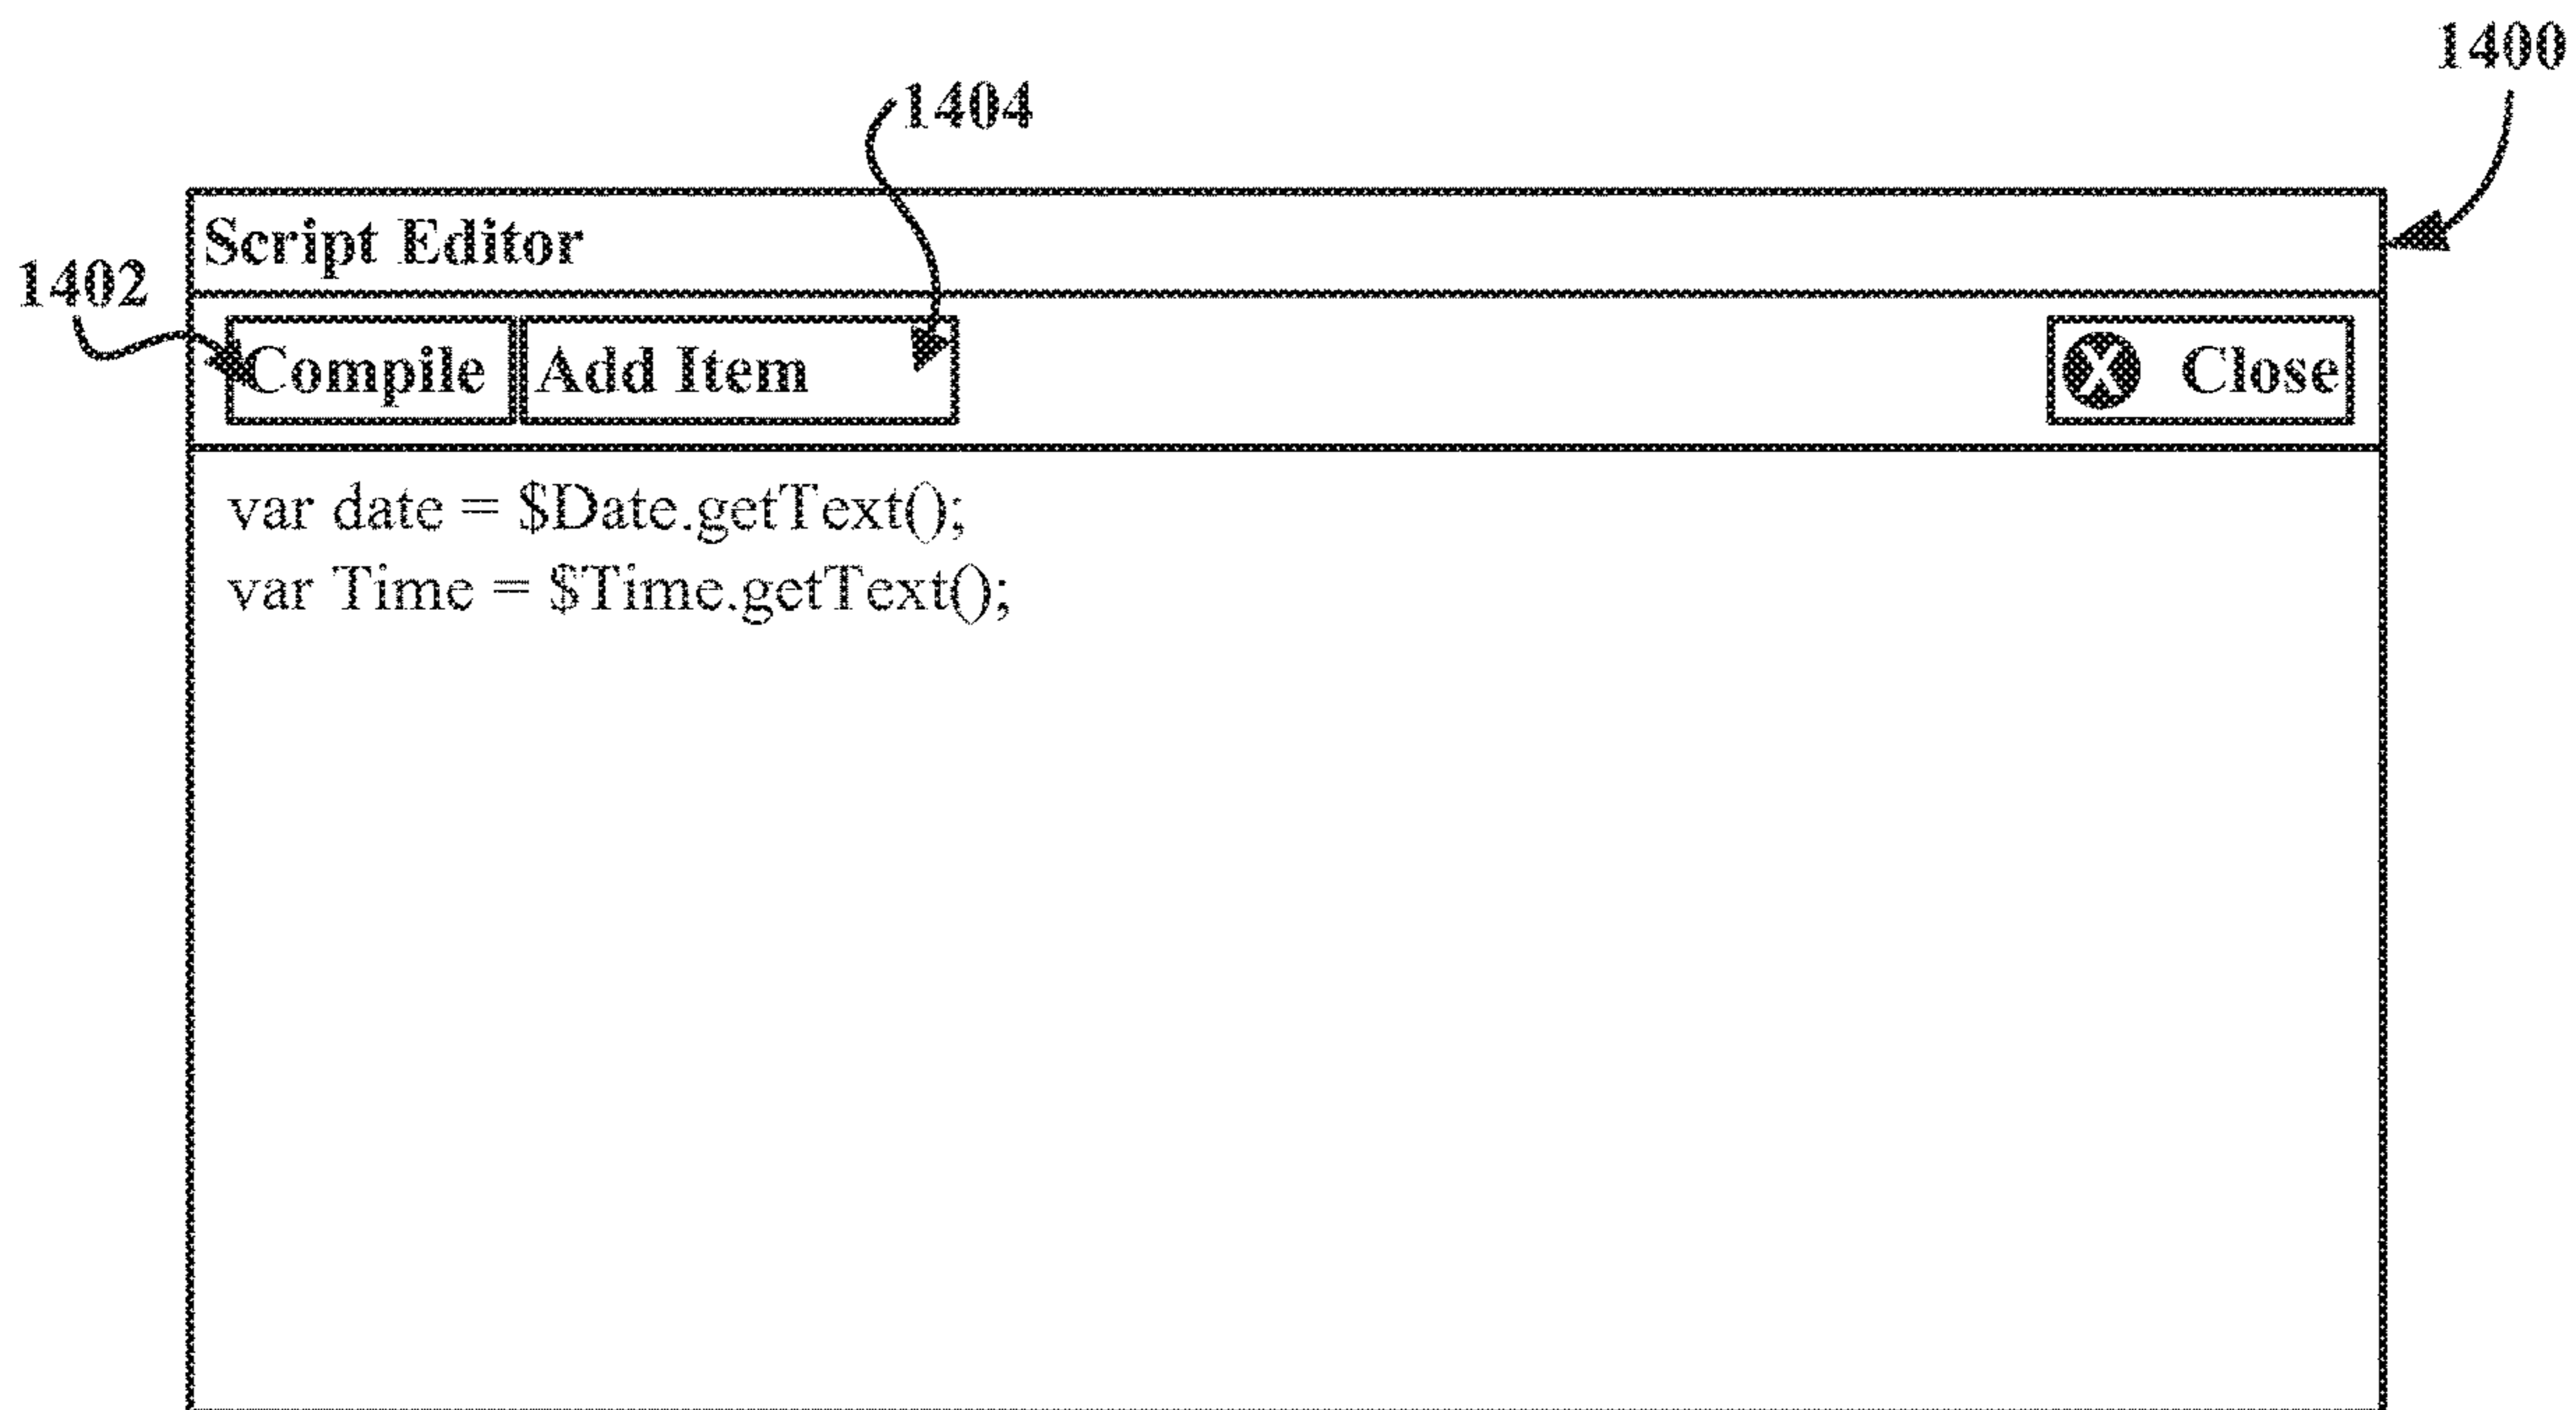 1400
1404
Script Editor
1402
Compile Add Item X Close
var date = $Date.getText();
var Time = $Time.getText();